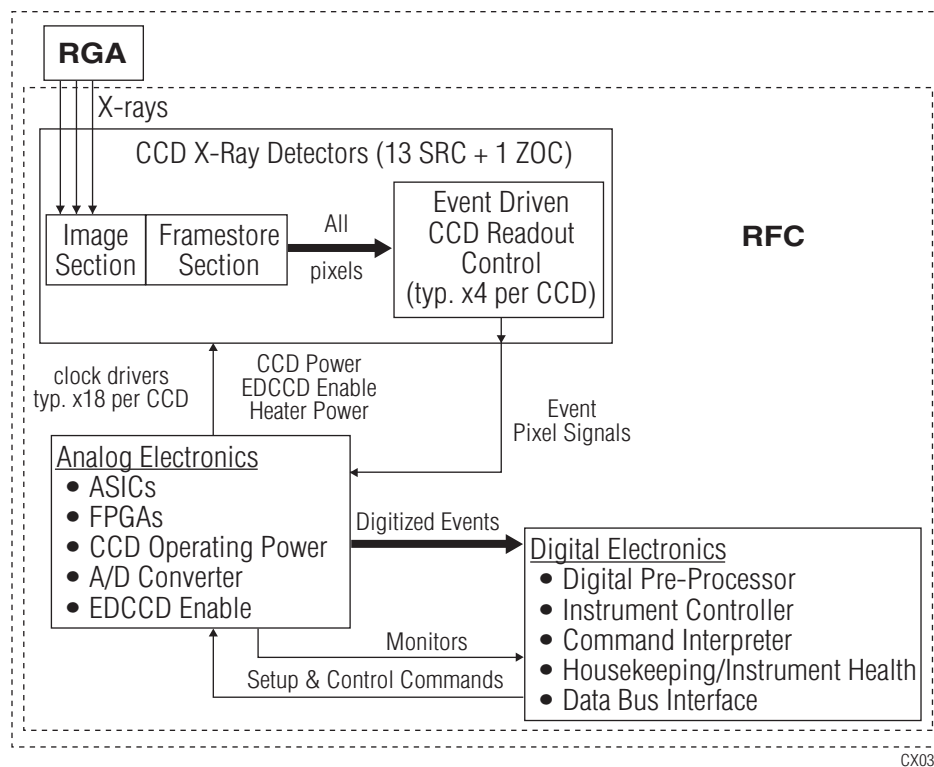 RGA
X-rays
CCD X-Ray Detectors (13 SRC + 1 ZOC)
Image
Section
Framestore
Section
All
pixels
Event Driven
CCD Readout
Control
(typ. x4 per CCD)
RFC
clock drivers
typ. x18 per CCD
CCD Power
EDCCD Enable
Heater Power
Event
Pixel Signals
Analog Electronics
• ASICs
• FPGAs
• CCD Operating Power
• A/D Converter
• EDCCD Enable
Digitized Events
Digital Electronics
• Digital Pre-Processor
• Instrument Controller
• Command Interpreter
• Housekeeping/Instrument Health
• Data Bus Interface
Monitors
Setup & Control Commands
CX03